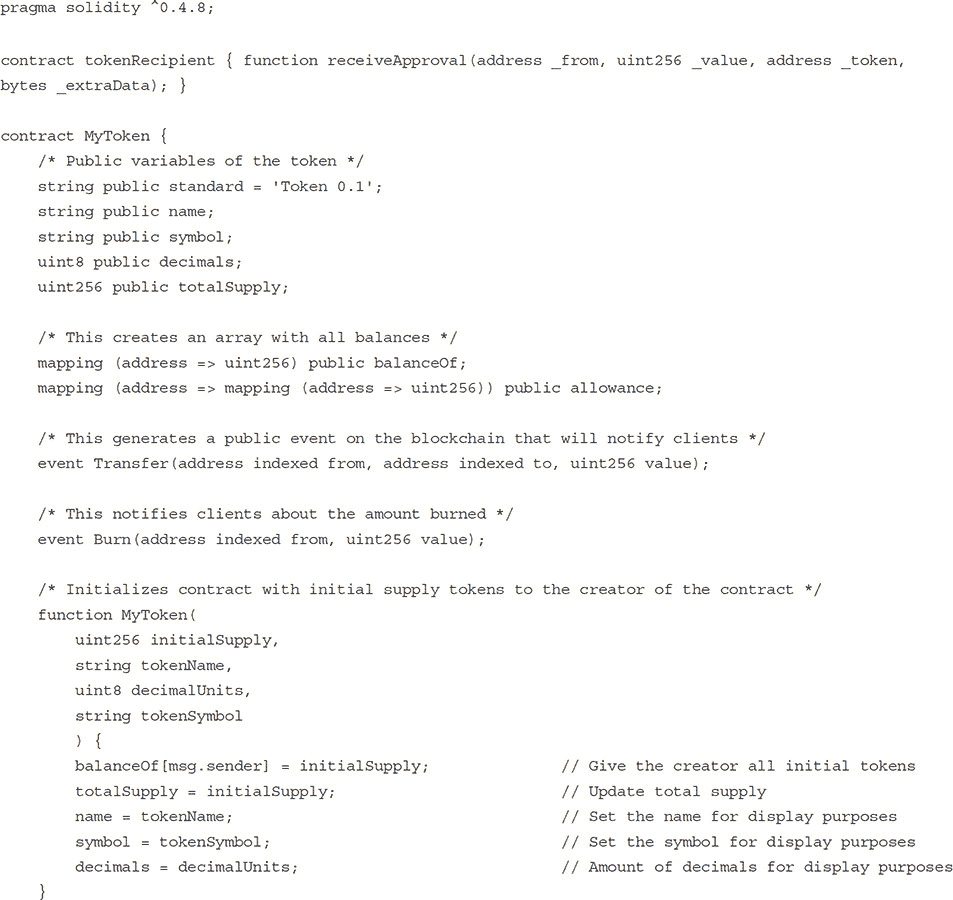 pragma solidity ^0.4.8;

contract tokenRecipient { function receiveApproval(address _from, uint256 _value, address _token,
bytes _extraData); }

contract MyToken {
    /* Public variables of the token */
    string public standard = 'Token 0.1';
    string public name;
    string public symbol;
    uint8 public decimals;
    uint256 public totalSupply;

    /* This creates an array with all balances */
    mapping (address => uint256) public balanceOf;
    mapping (address => mapping (address => uint256)) public allowance;

    /* This generates a public event on the blockchain that will notify clients */
    event Transfer(address indexed from, address indexed to, uint256 value);

    /* This notifies clients about the amount burned */
    event Burn(address indexed from, uint256 value);

    /* Initializes contract with initial supply tokens to the creator of the contract */
    function MyToken(
        uint256 initialSupply,
        string tokenName,
        uint8 decimalUnits,
        string tokenSymbol
        ) {
        balanceOf[msg.sender] = initialSupply;              // Give the creator all initial tokens
        totalSupply = initialSupply;                        // Update total supply
        name = tokenName;                                   // Set the name for display purposes
        symbol = tokenSymbol;                               // Set the symbol for display purposes
        decimals = decimalUnits;                            // Amount of decimals for display purposes
    }